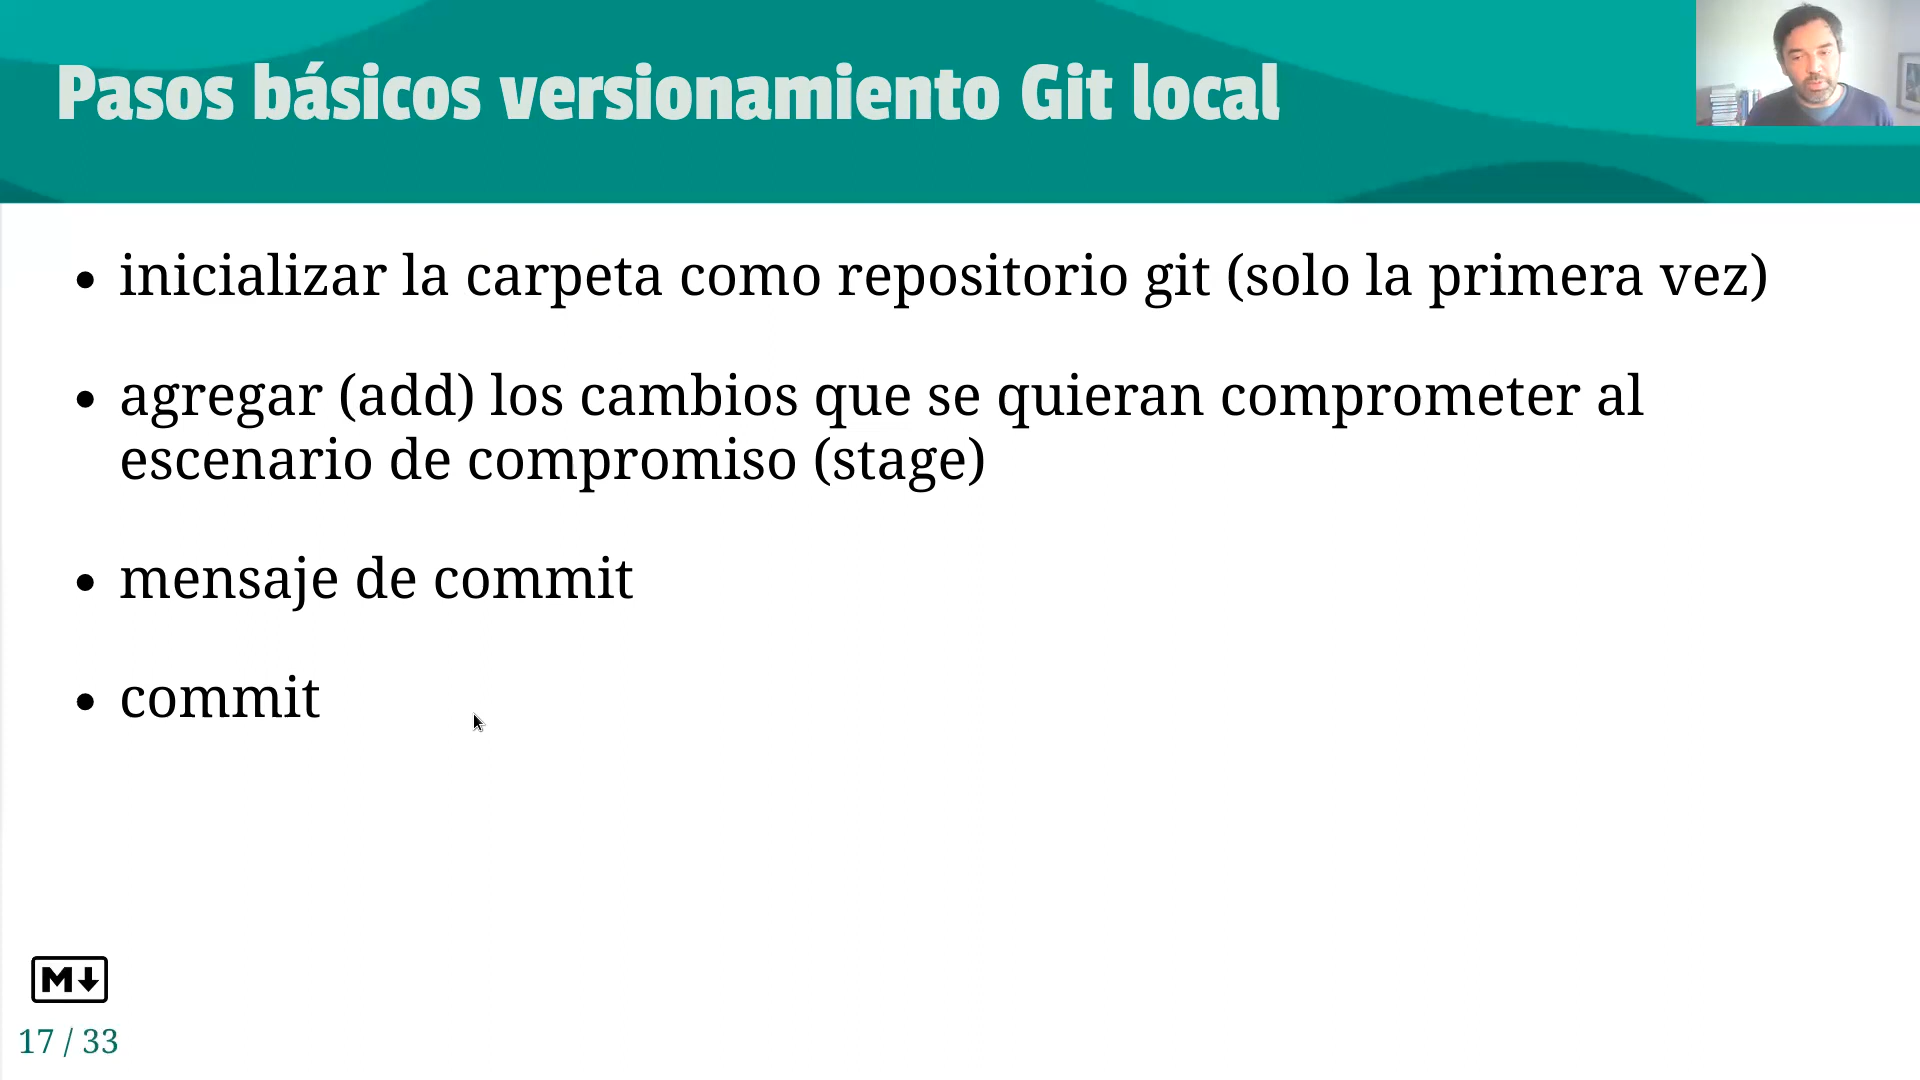 Pasos básicos versionamiento Git local
• inicializar la carpeta como repositorio git (solo la primera vez)
• agregar (add) los cambios que se quieran comprometer al
escenario de compromiso (stage)
• mensaje de commit
• commit
M
17 / 33